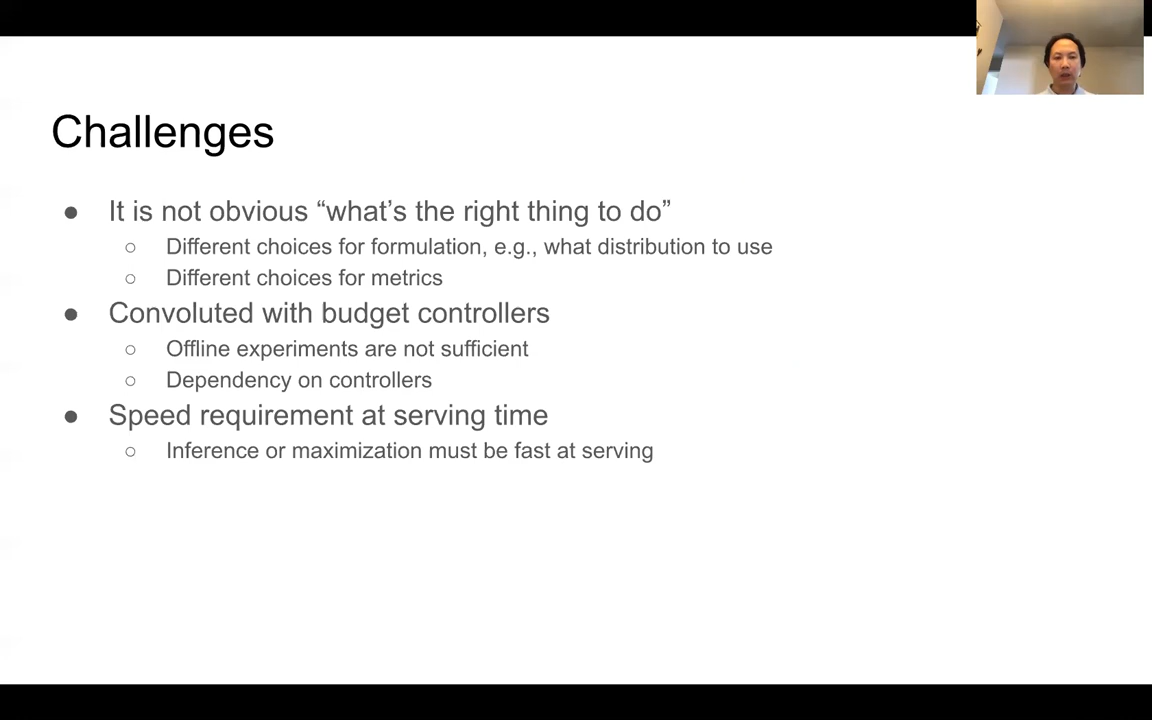 Challenges
● It is not obvious “what’s the right thing to do”
○ Different choices for formulation, e.g., what distribution to use
○ Different choices for metrics
● Convoluted with budget controllers
○ Offline experiments are not sufficient
○ Dependency on controllers
● Speed requirement at serving time
○ Inference or maximization must be fast at serving